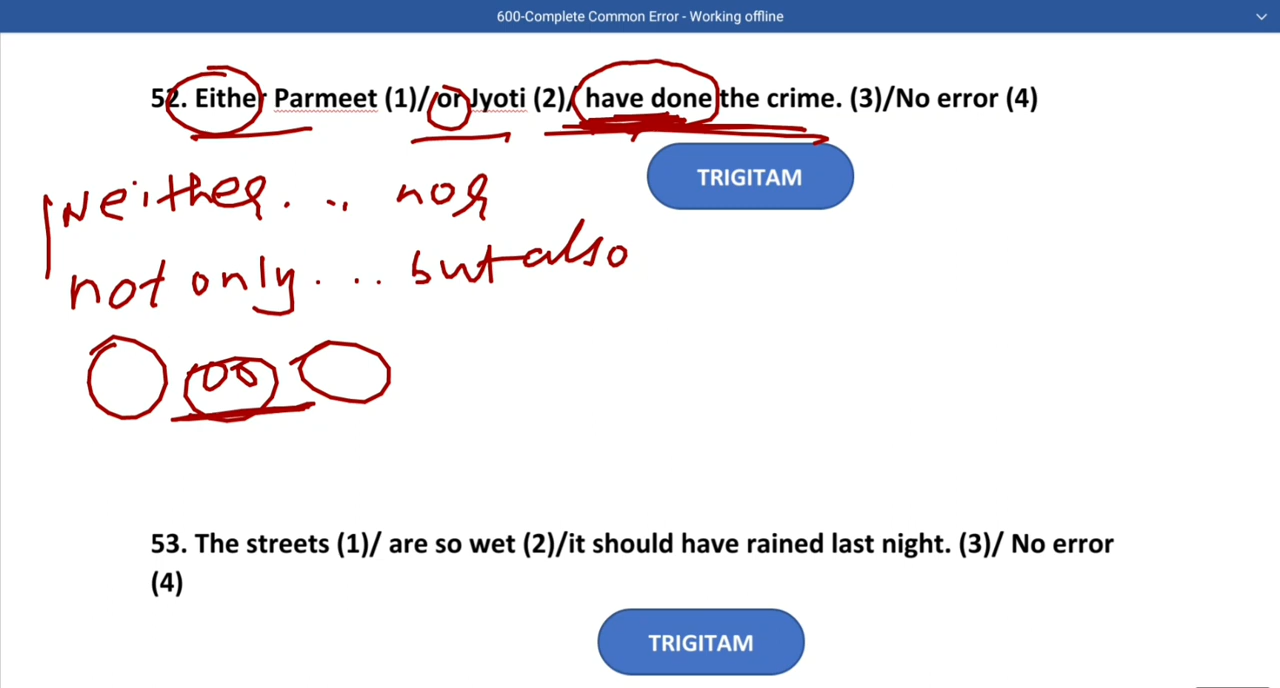 600-Complete Common Error - Working offline
52. Either Parmeet (1)/ or Jyoti (2)/ have done the crime. (3)/No error (4)
TRIGITAM
Neither... nor
not only... but also
or
53. The streets (1)/ are so wet (2)/it should have rained last night. (3)/ No error
(4)
TRIGITAM